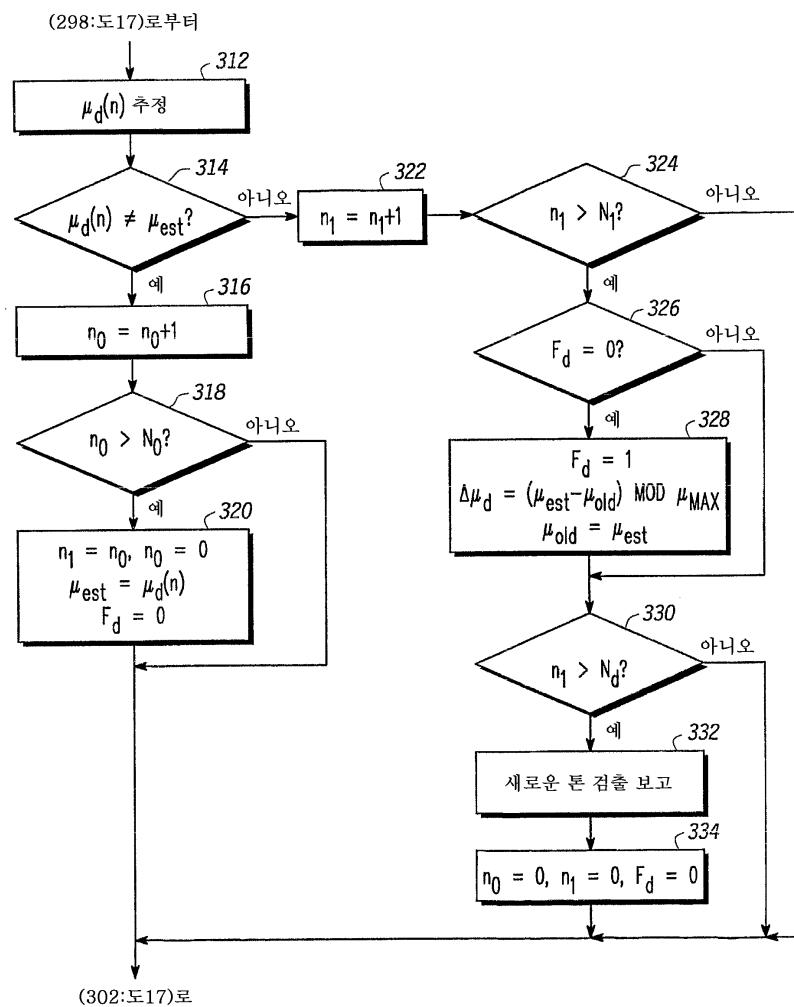 (298:도17)로부터
312
μd(n) 추정
314
μd(n) ≠ μest?
아니오
예
322
n1 = n1+1
324
n1 > N1?
아니오
예
316
n0 = n0+1
318
n0 > N0?
아니오
예
320
n1 = n0, n0 = 0
μest = μd(n)
Fd = 0
326
Fd = 0?
아니오
예
328
Fd = 1
Δμd = (μest-μold) MOD μMAX
μold = μest
330
n1 > Nd?
아니오
예
332
새로운 톤 검출 보고
334
n0 = 0, n1 = 0, Fd = 0
(302:도17)로